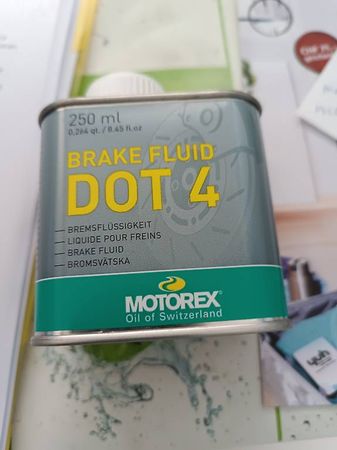 250 ml
0,264 qt. / 8.45 fl.oz
BRAKE FLUID
DOT 4
— BREMSFLÜSSIGKEIT
— LIQUIDE POUR FREINS
— BRAKE FLUID
— BROMSVÄTSKA
MOTOREX
Oil of Switzerland